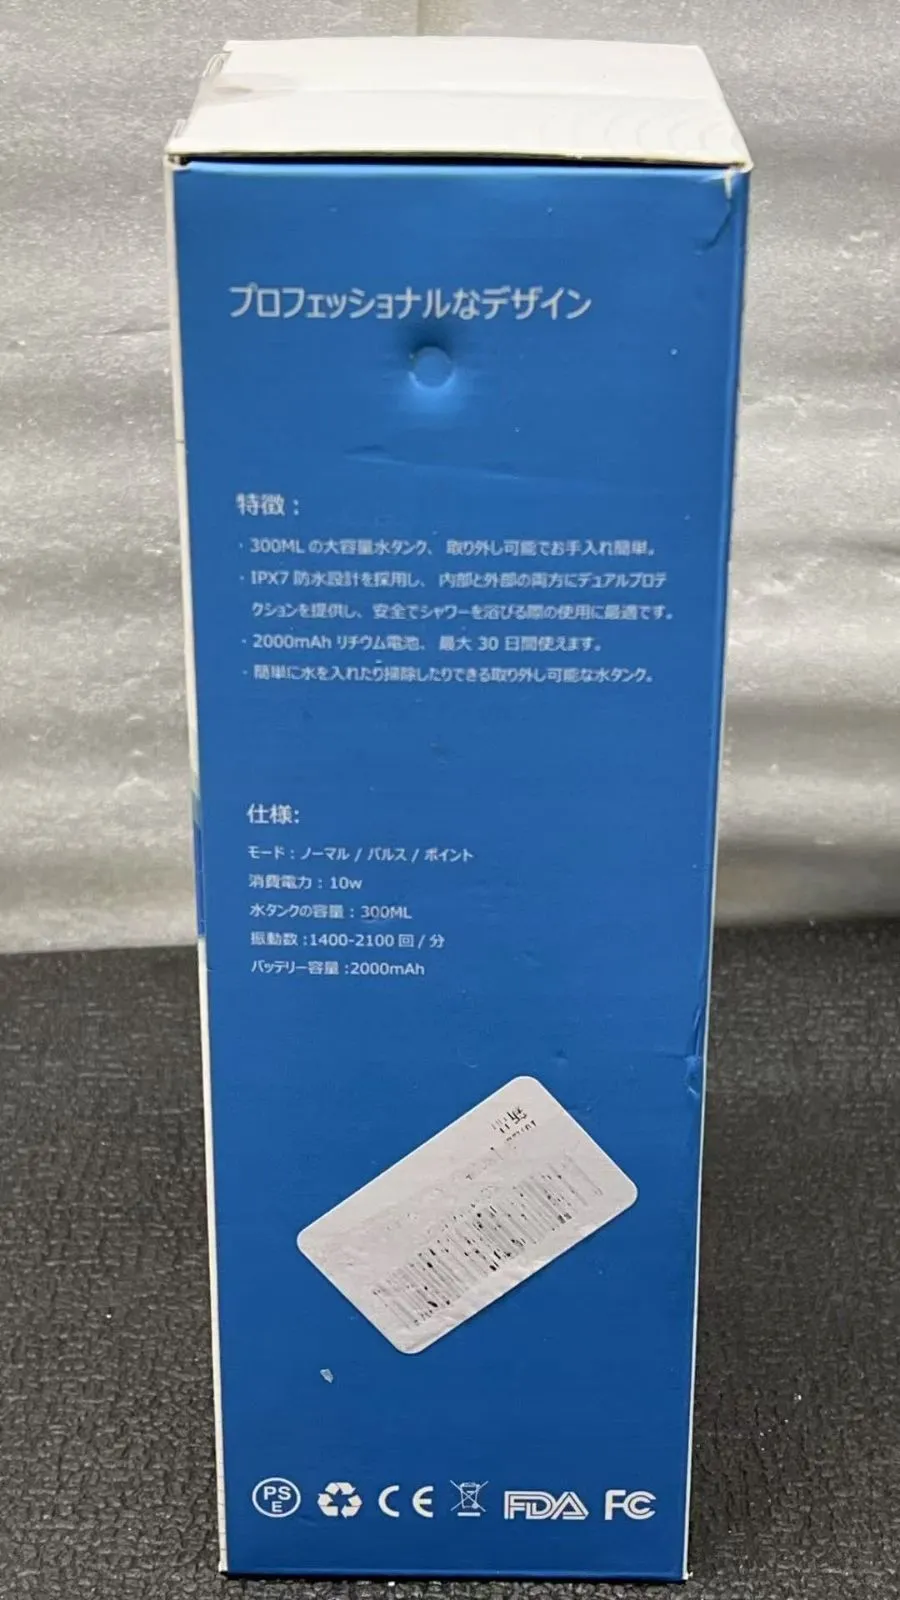 プロフェッショナルなデザイン
特徴：
・300ML の大容量水タンク、 取り外し可能でお手入れ簡単。
・IPX7 防水設計を採用し、 内部と外部の両方にデュアルプロテ
クションを提供し、安全でシャワーを浴びる際の使用に最適です。
・2000mAh リチウム電池、 最大 30 日間使えます。
・簡単に水を入れたり掃除したりできる取り外し可能な水タンク。
仕様:
モード : ノーマル / パルス / ポイント
消費電力 : 10w
水タンクの容量 : 300ML
振動数 :1400-2100 回 / 分
バッテリー容量 :2000mAh
PS
E
CE
FDA
FC